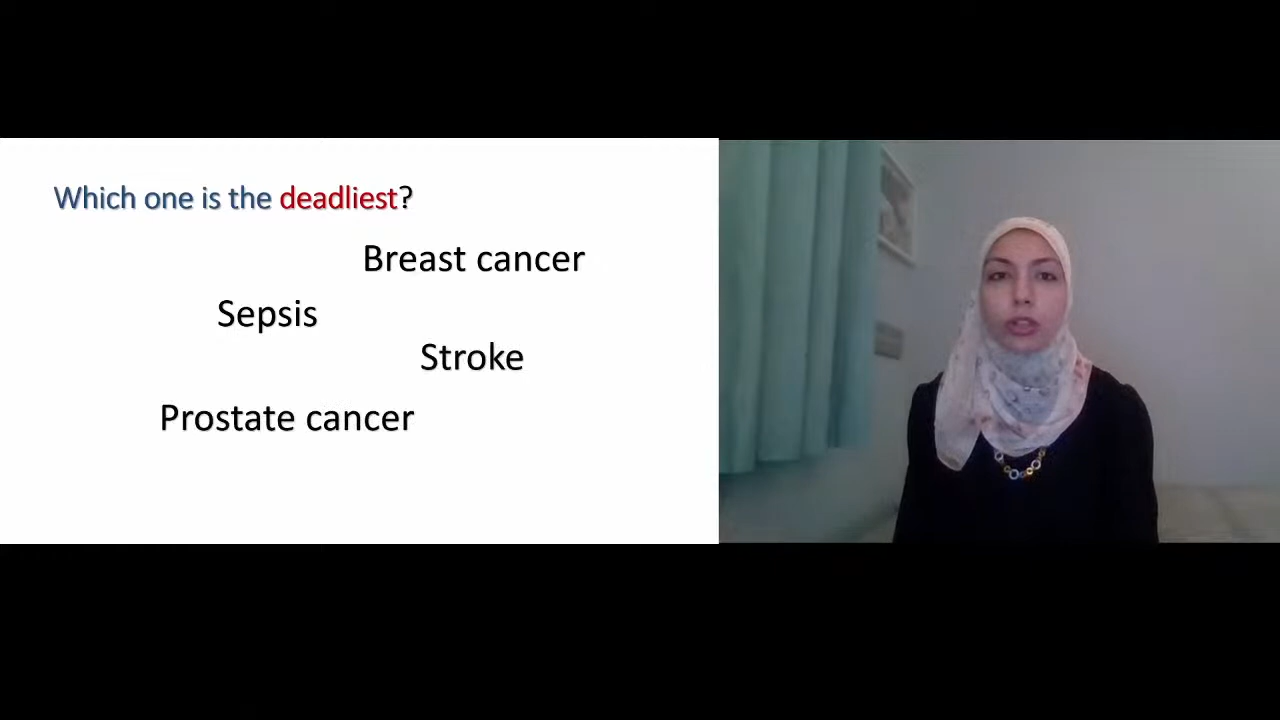 Which one is the deadliest?
Breast cancer
Sepsis
Stroke
Prostate cancer